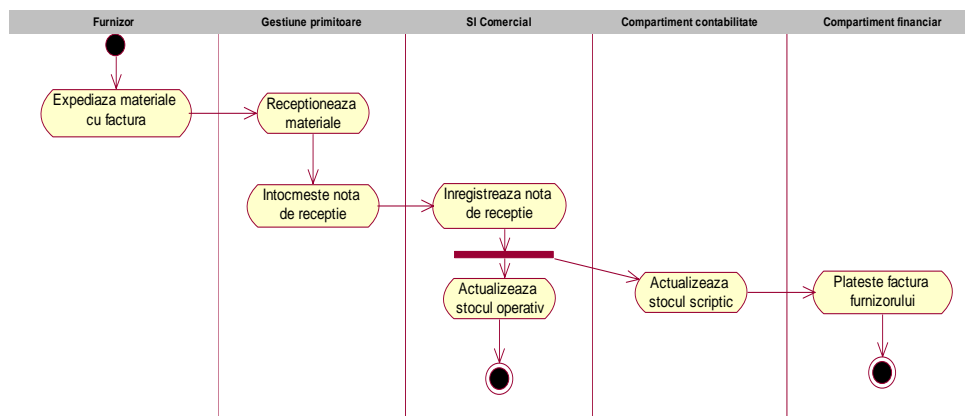 Furnizor
Gestiune primitoare
SI Comercial
Compartiment contabilitate
Compartiment financiar
Expediaza materiale
cu factura
Receptioneaza
materiale
Intocmeste nota
de receptie
Inregistreaza nota
de receptie
Actualizeaza
stocul operativ
Actualizeaza
stocul scriptic
Plateste factura
furnizorului